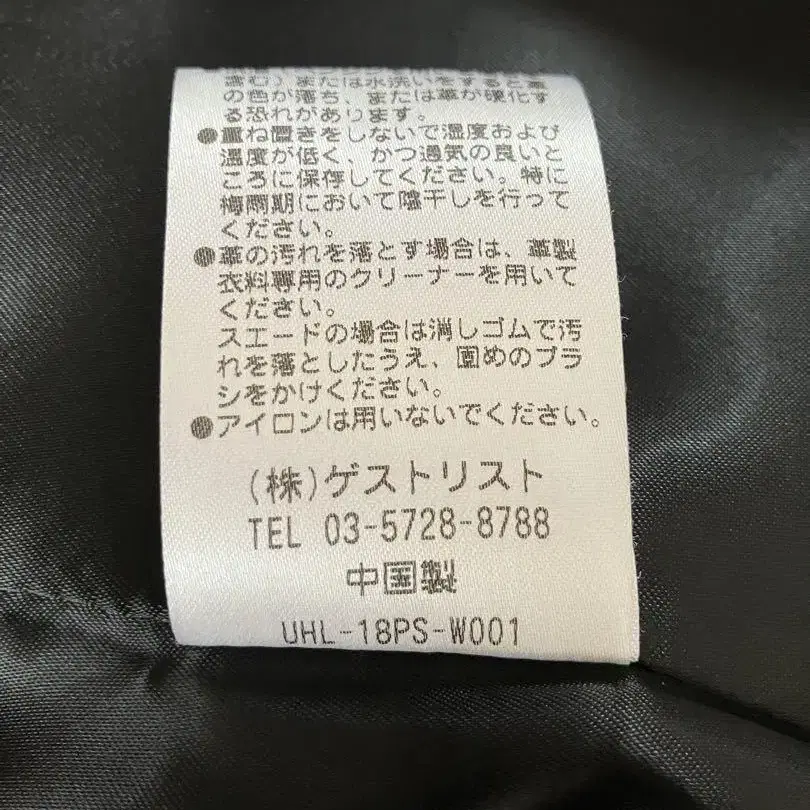 含む)または水洗いをすると革
の色が落ち、または革が硬化す
る恐れがあります。
●重ね置きをしないで湿度および
温度が低く、かつ通気の良いと
ころに保存してください。特に
梅雨期において陰干しを行って
ください。
●革の汚れを落とす場合は、革製
衣料専用のクリーナーを用いて
ください。
スエードの場合は消しゴムで汚
れを落としたうえ、固めのブラ
シをかけください。
●アイロンは用いないでください。
(株)ゲストリスト
TEL 03-5728-8788
中国製
UHL-18PS-W001